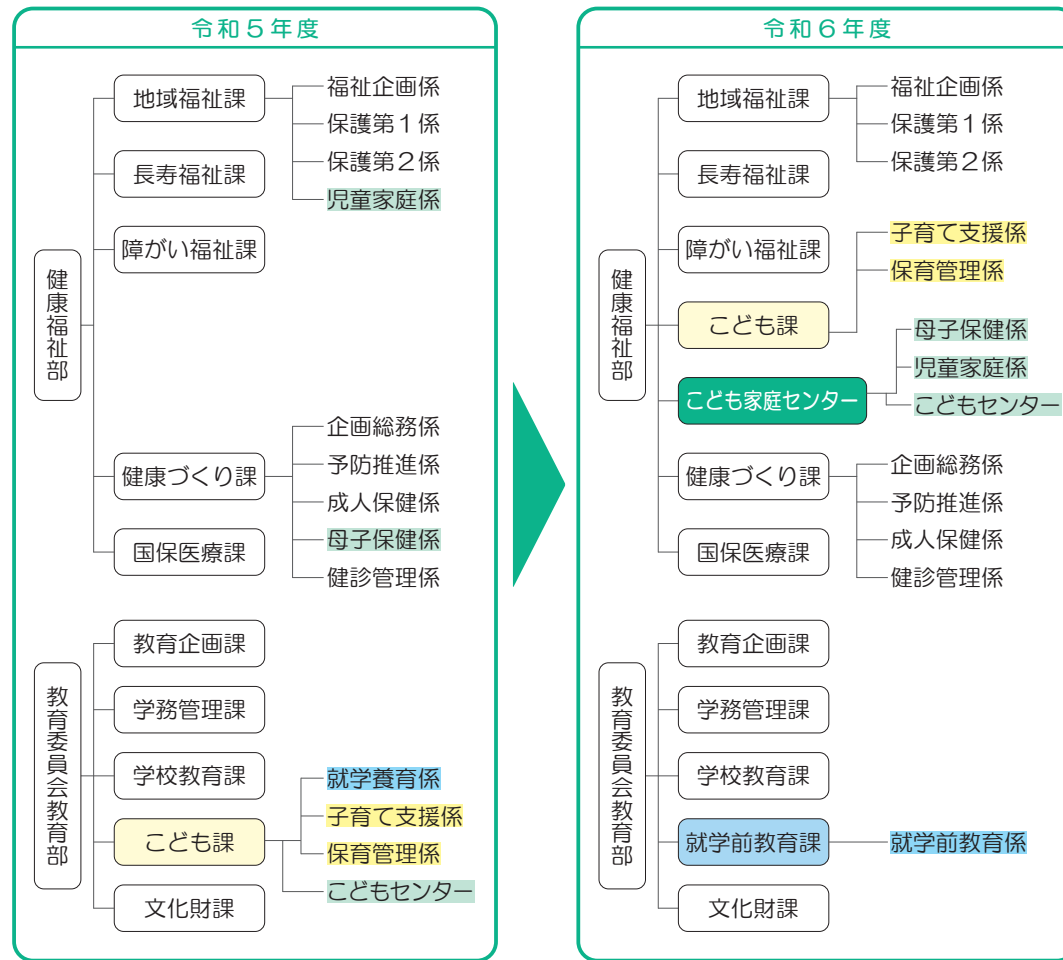 令和５年度
健康福祉部
地域福祉課
福祉企画係
保護第１係
保護第２係
児童家庭係
長寿福祉課
障がい福祉課
健康づくり課
企画総務係
予防推進係
成人保健係
母子保健係
健診管理係
国保医療課
教育委員会教育部
教育企画課
学務管理課
学校教育課
こども課
就学養育係
子育て支援係
保育管理係
こどもセンター
文化財課
令和６年度
健康福祉部
地域福祉課
福祉企画係
保護第１係
保護第２係
長寿福祉課
障がい福祉課
こども課
子育て支援係
保育管理係
こども家庭センター
母子保健係
児童家庭係
こどもセンター
健康づくり課
企画総務係
予防推進係
成人保健係
健診管理係
国保医療課
教育委員会教育部
教育企画課
学務管理課
学校教育課
就学前教育課
就学前教育係
文化財課